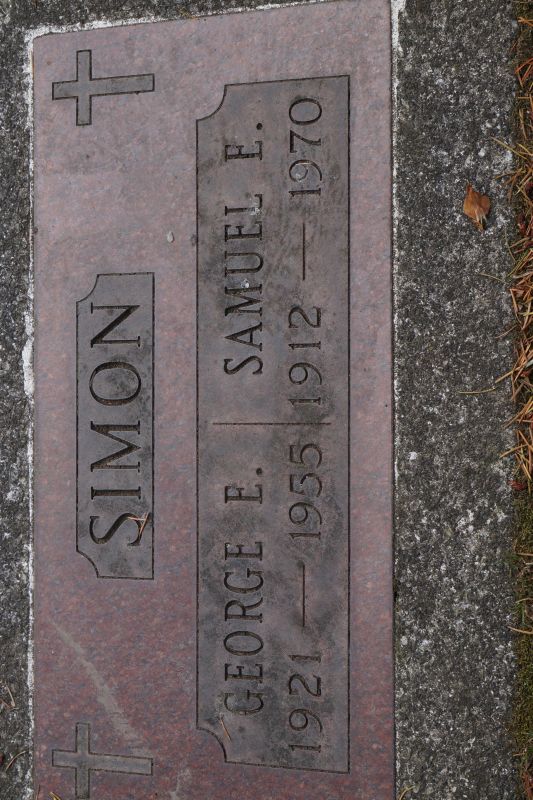 SIMON
GEORGE E.
1921 — 1955
SAMUEL E.
1912 — 1970